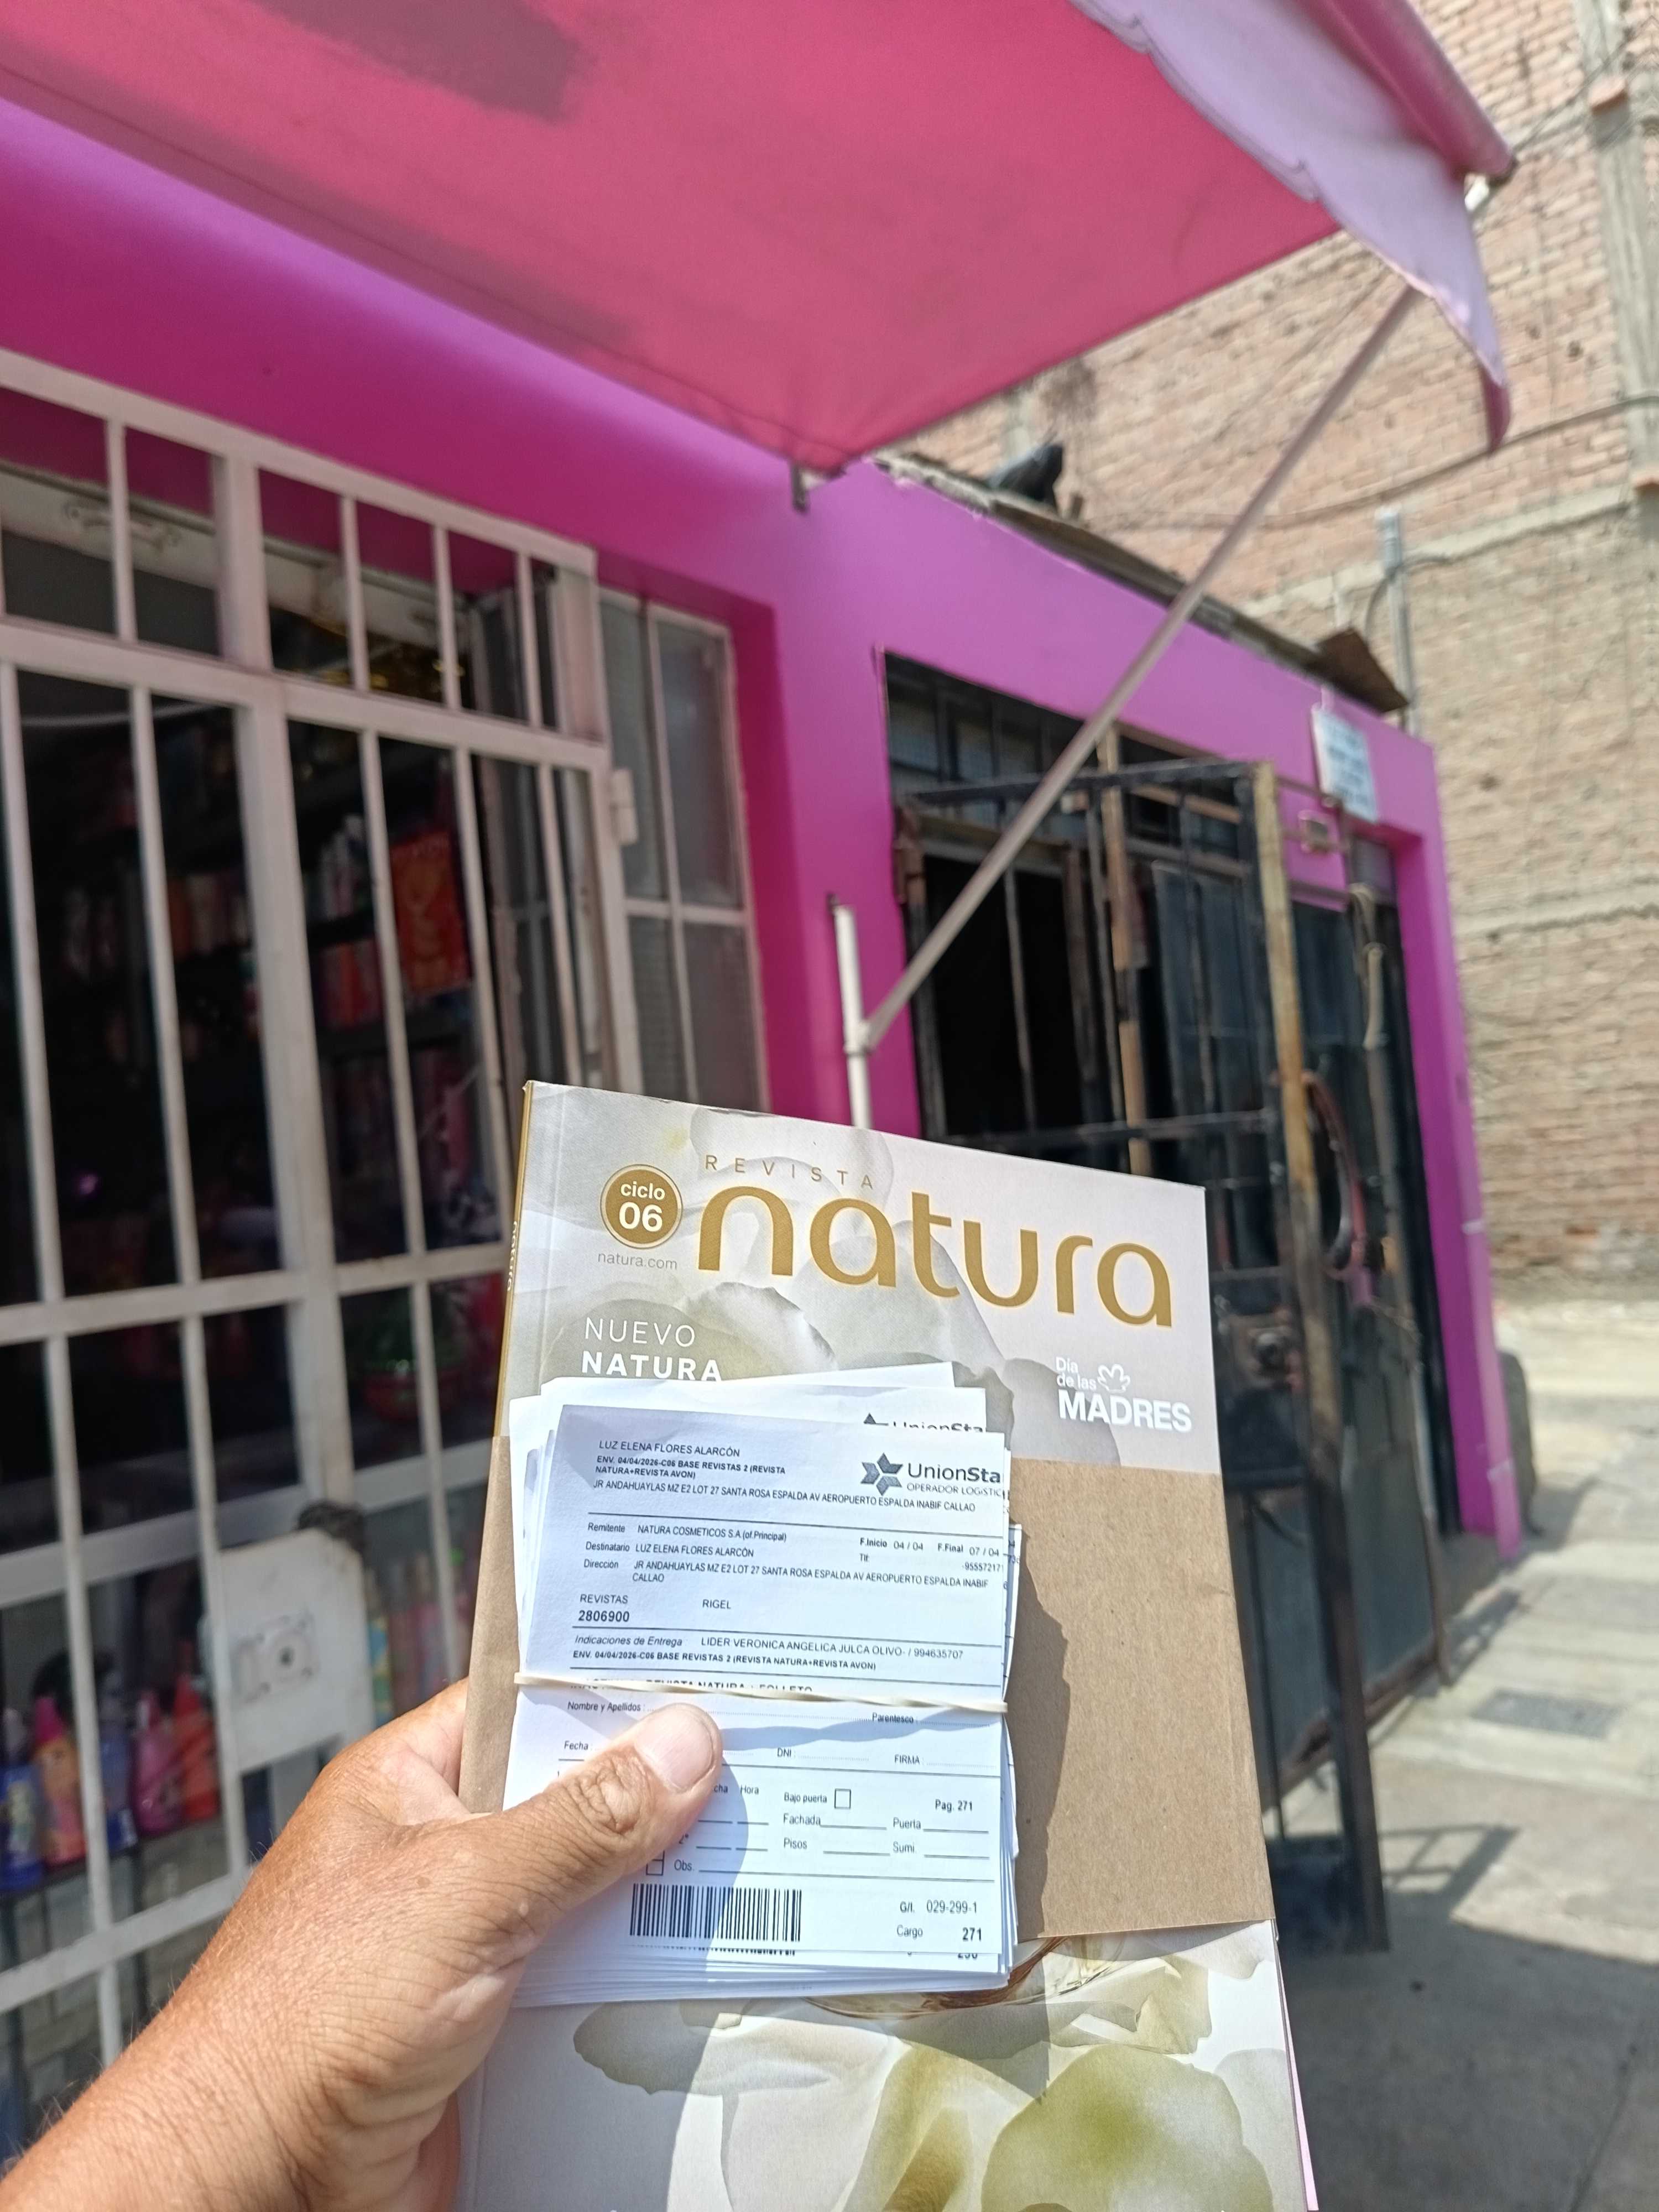 REVISTA
natura
ciclo
06
natura.com
NUEVO
NATURA
Día
de las
MADRES
LUZ ELENA FLORES ALARCÓN
ENV. 04/04/2026-C06 BASE REVISTAS 2 (REVISTA
NATURA+REVISTA AVON)
JR ANDAHUAYLAS MZ E2 LOT 27 SANTA ROSA ESPALDA AV AEROPUERTO ESPALDA INABIF CALLAO
UnionSta
OPERADOR LOGÍSTIC
Remitente NATURA COSMETICOS S.A (of.Principal)
F.Inicio 04 / 04 F.Final 07 / 04
Destinatario LUZ ELENA FLORES ALARCÓN
Tlf: -95557217
Dirección JR ANDAHUAYLAS MZ E2 LOT 27 SANTA ROSA ESPALDA AV AEROPUERTO ESPALDA INABIF
CALLAO
REVISTAS RIGEL
2806900
Indicaciones de Entrega LIDER VERONICA ANGELICA JULCA OLIVO- / 994635707
ENV. 04/04/2026-C06 BASE REVISTAS 2 (REVISTA NATURA+REVISTA AVON)
Nombre y Apellidos : Parentesco :
Fecha DNI FIRMA
Hora Bajo puerta Pag. 271
Fachada Puerta
Pisos Sumi.
Obs.
G/I. 029-299-1
Cargo 271